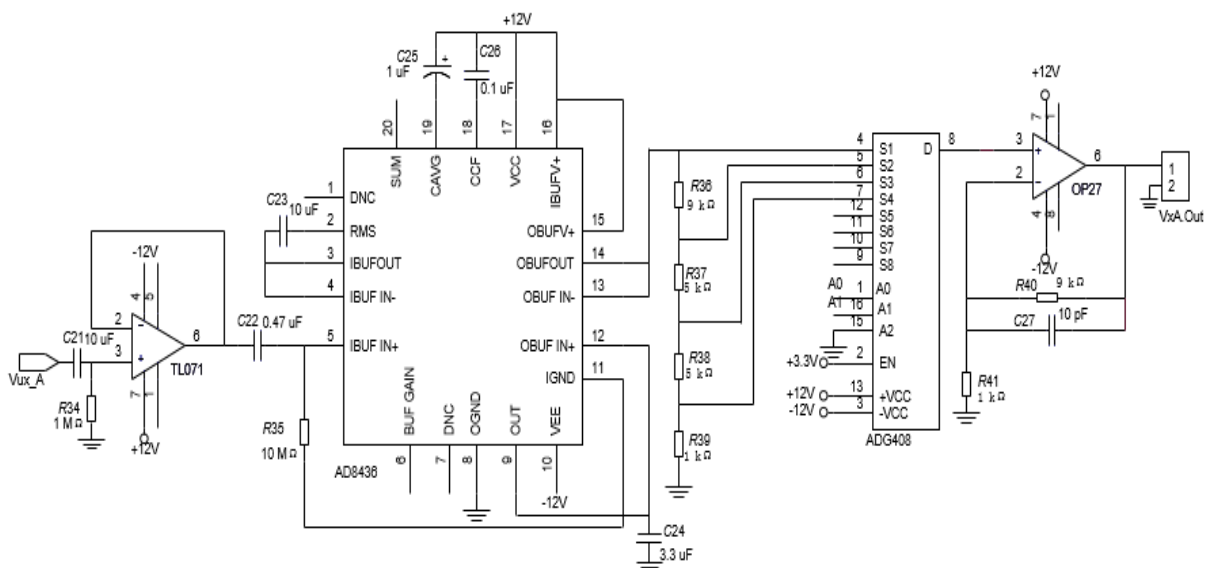 +12V
C25
1 uF
+
C26
0.1 uF
20
19
18
17
16
SUM
CAVG
CCF
VCC
IBUFV+
1
DNC
C23
10 uF
2
RMS
3
IBUFOUT
4
IBUF IN-
5
IBUF IN+
OBUFV+
15
OBUFOUT
14
OBUF IN-
13
OBUF IN+
12
IGND
11
BUF GAIN
DNC
OGND
OUT
VEE
6
7
8
9
10
AD8436
-12V
-12V
4
5
2
-
3
+
6
TL071
7
1
+12V
Vux_A
C21
10 uF
R34
1 MΩ
C22
0.47 uF
R35
10 MΩ
C24
3.3 uF
R36
9 kΩ
R37
5 kΩ
R38
5 kΩ
R39
1 kΩ
4
S1
5
S2
6
S3
7
S4
12
S5
11
S6
10
S7
9
S8
A0
1
A0
A1
16
A1
15
A2
+3.3V
2
EN
+12V
13
+VCC
-12V
3
-VCC
D
8
ADG408
+12V
7
1
3
+
2
-
6
OP27
4
8
-12V
R40
9 kΩ
C27
10 pF
R41
1 kΩ
1
2
VxA.Out